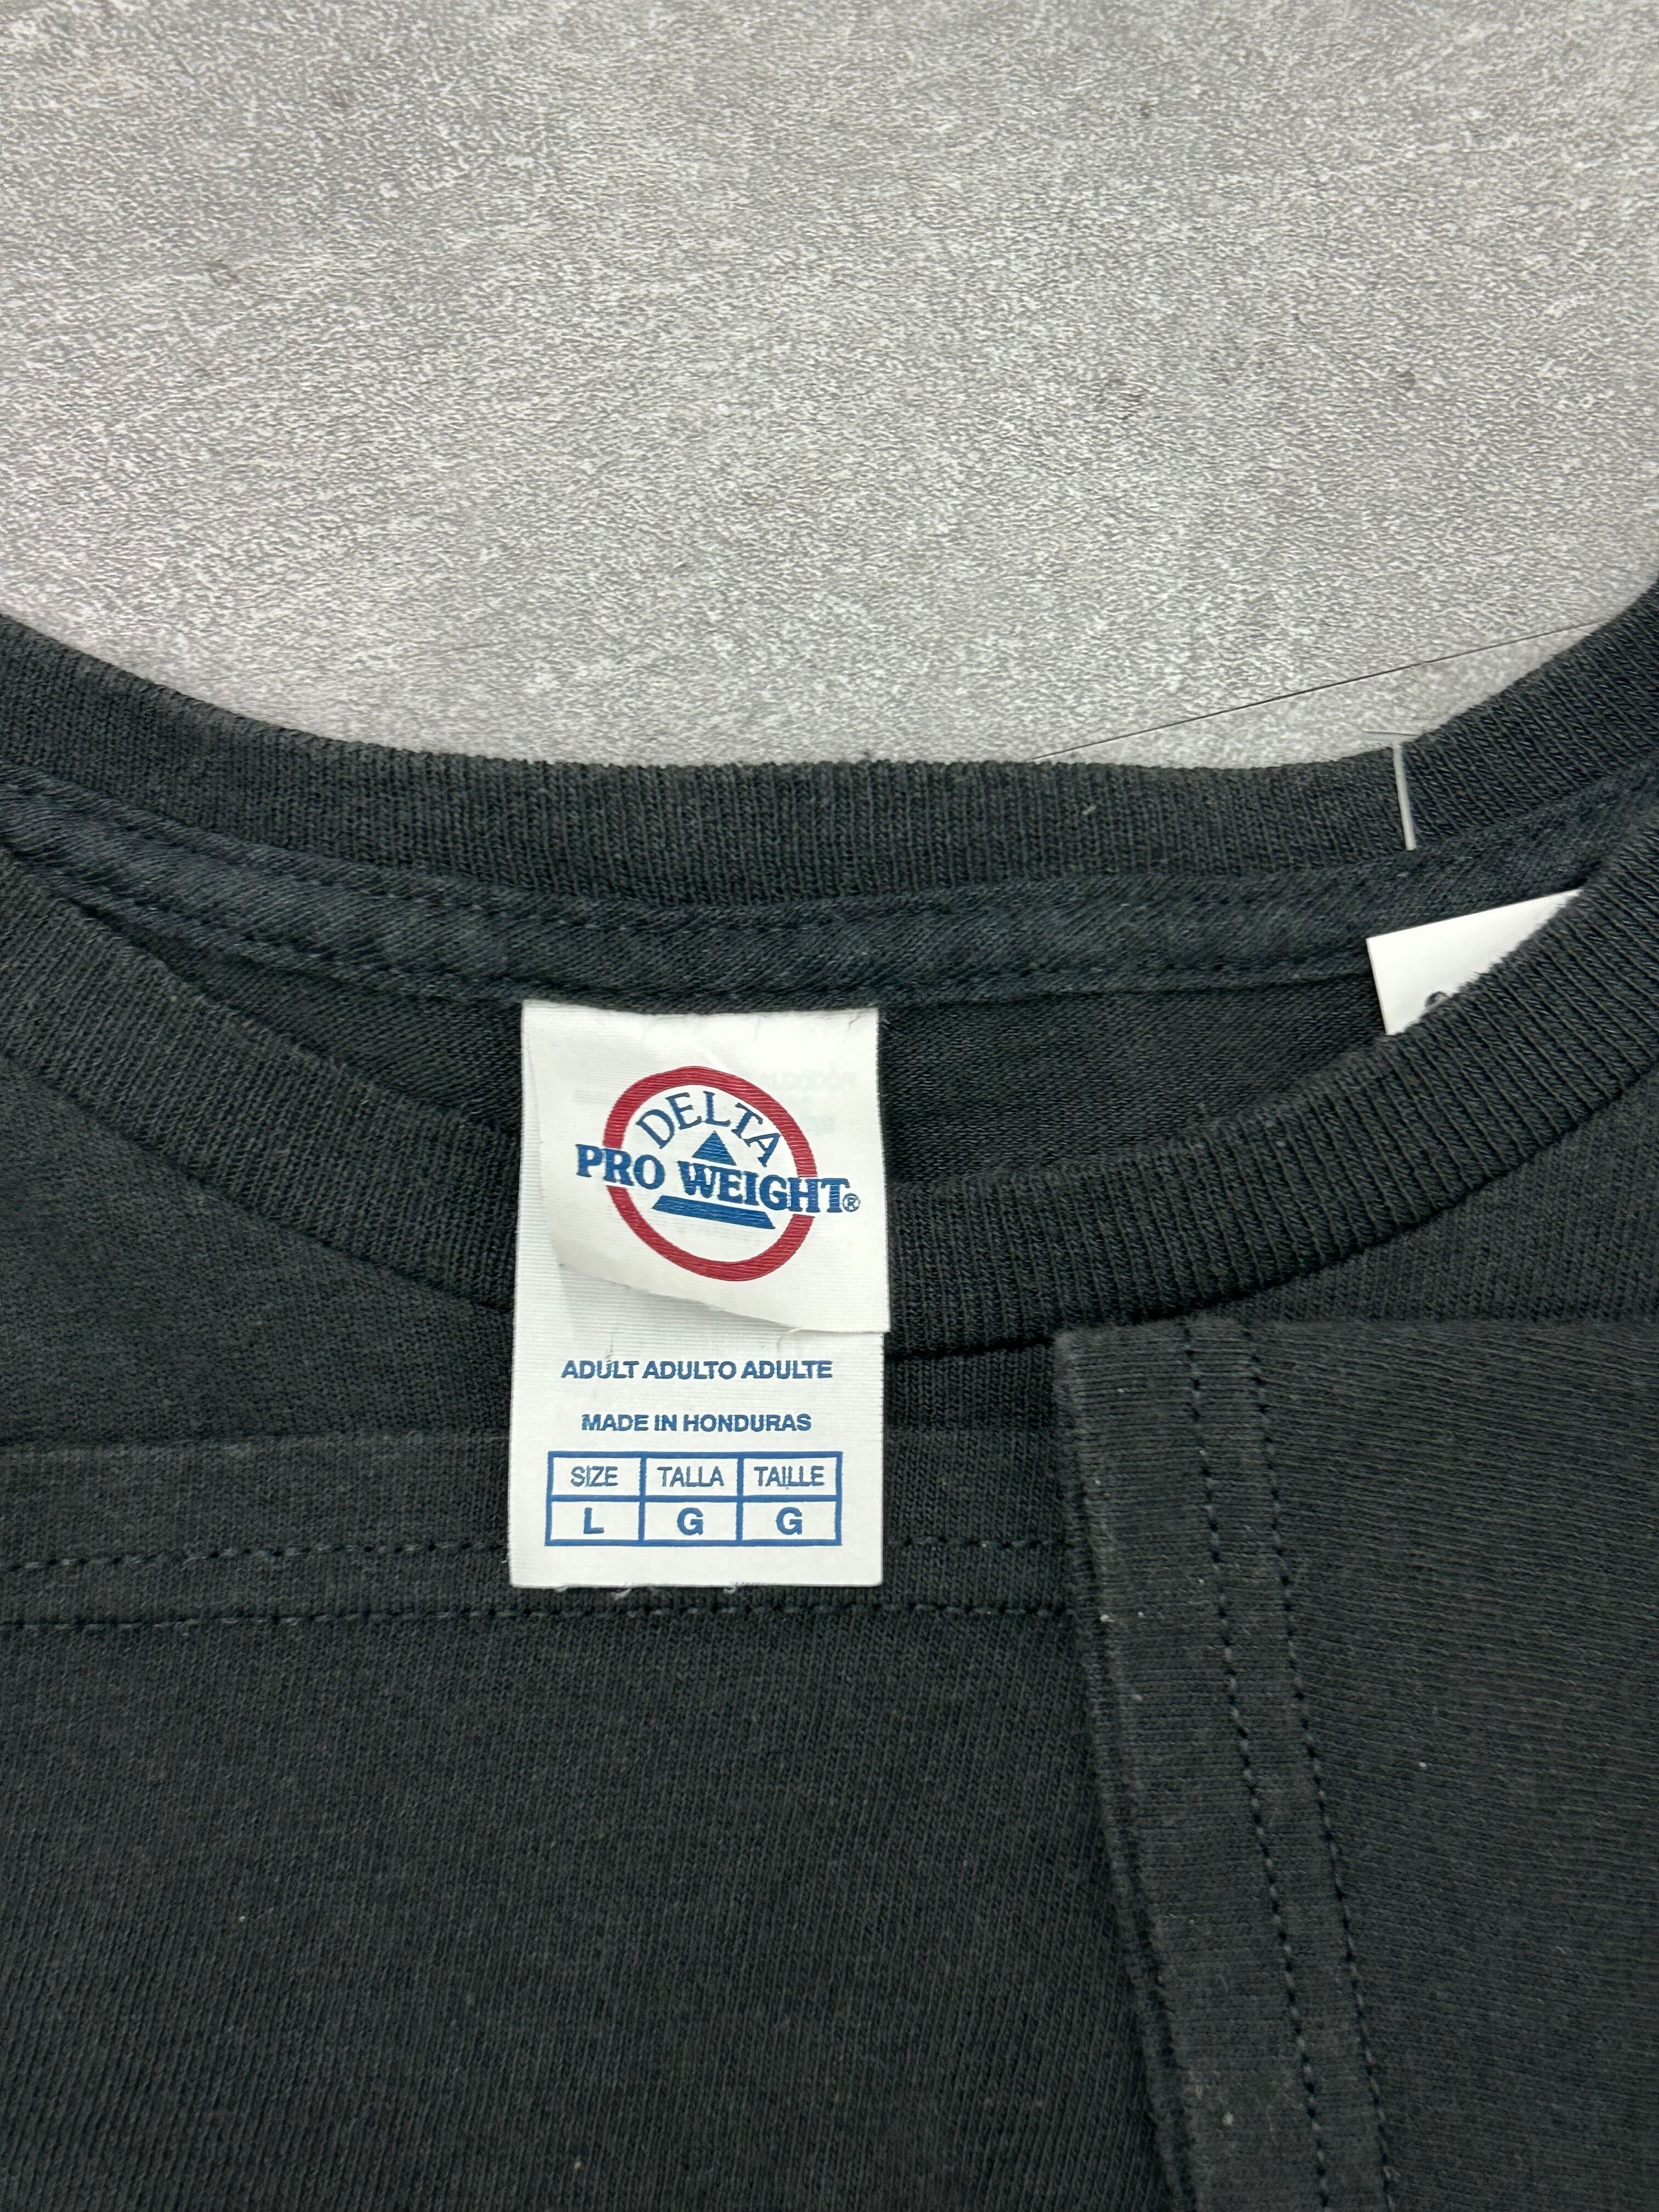 DELTA
PRO WEIGHT®
ADULT ADULTO ADULTE
MADE IN HONDURAS
SIZE TALLA TAILLE
L G G